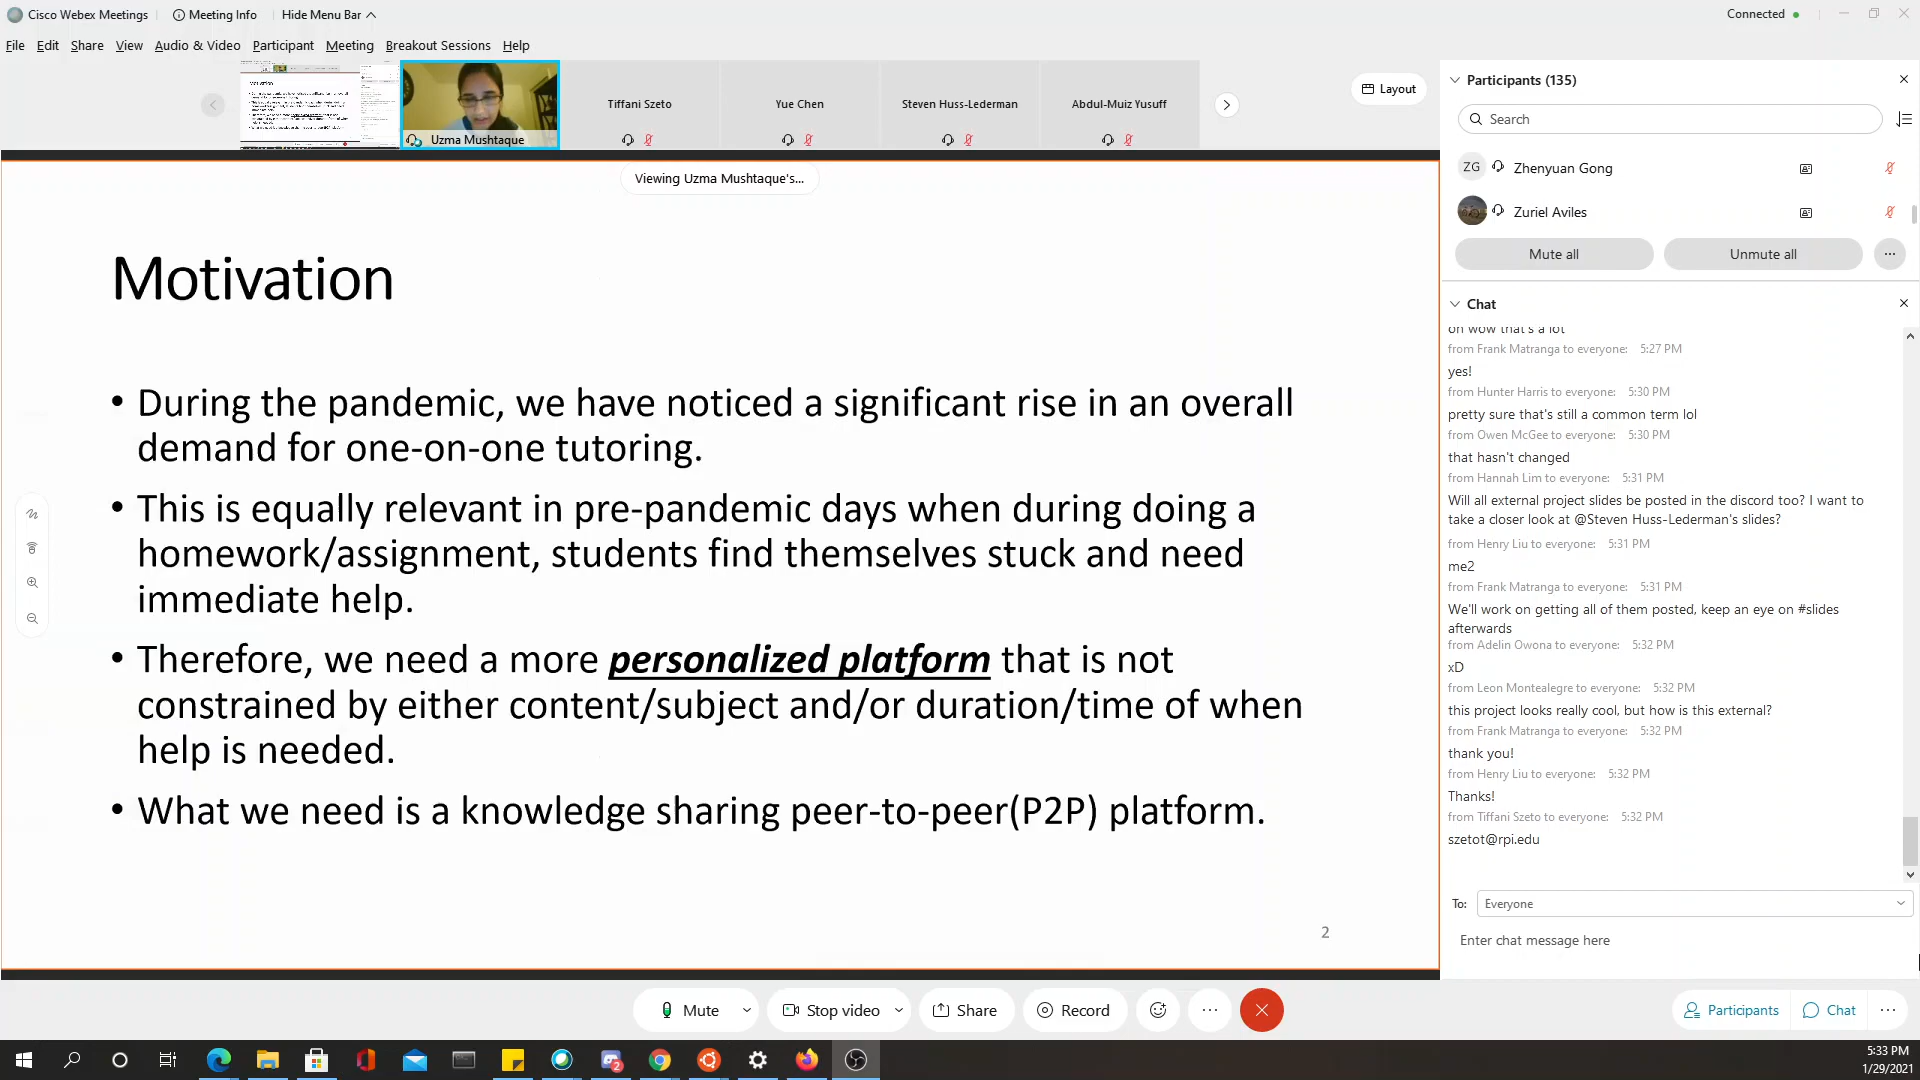 Cisco Webex Meetings
Meeting Info
Hide Menu Bar
Connected
File Edit Share View Audio & Video Participant Meeting Breakout Sessions Help
Motivation
Uzma Mushtaque
Tiffani Szeto
Yue Chen
Steven Huss-Lederman
Abdul-Muiz Yusuff
Layout
Viewing Uzma Mushtaque's...
Motivation
• During the pandemic, we have noticed a significant rise in an overall
demand for one-on-one tutoring.
• This is equally relevant in pre-pandemic days when during doing a
homework/assignment, students find themselves stuck and need
immediate help.
• Therefore, we need a more personalized platform that is not
constrained by either content/subject and/or duration/time of when
help is needed.
• What we need is a knowledge sharing peer-to-peer(P2P) platform.
2
Participants (135)
Search
ZG Zhenyuan Gong
Zuriel Aviles
Mute all
Unmute all
Chat
on wow that's a lot
from Frank Matranga to everyone: 5:27 PM
yes!
from Hunter Harris to everyone: 5:30 PM
pretty sure that's still a common term lol
from Owen McGee to everyone: 5:30 PM
that hasn't changed
from Hannah Lim to everyone: 5:31 PM
Will all external project slides be posted in the discord too? I want to
take a closer look at @Steven Huss-Lederman's slides?
from Henry Liu to everyone: 5:31 PM
me2
from Frank Matranga to everyone: 5:31 PM
We'll work on getting all of them posted, keep an eye on #slides
afterwards
from Adelin Owona to everyone: 5:32 PM
xD
from Leon Montealegre to everyone: 5:32 PM
this project looks really cool, but how is this external?
from Frank Matranga to everyone: 5:32 PM
thank you!
from Henry Liu to everyone: 5:32 PM
Thanks!
from Tiffani Szeto to everyone: 5:32 PM
szetot@rpi.edu
To: Everyone
Enter chat message here
Mute
Stop video
Share
Record
Participants
Chat
2
5:33 PM
1/29/2021